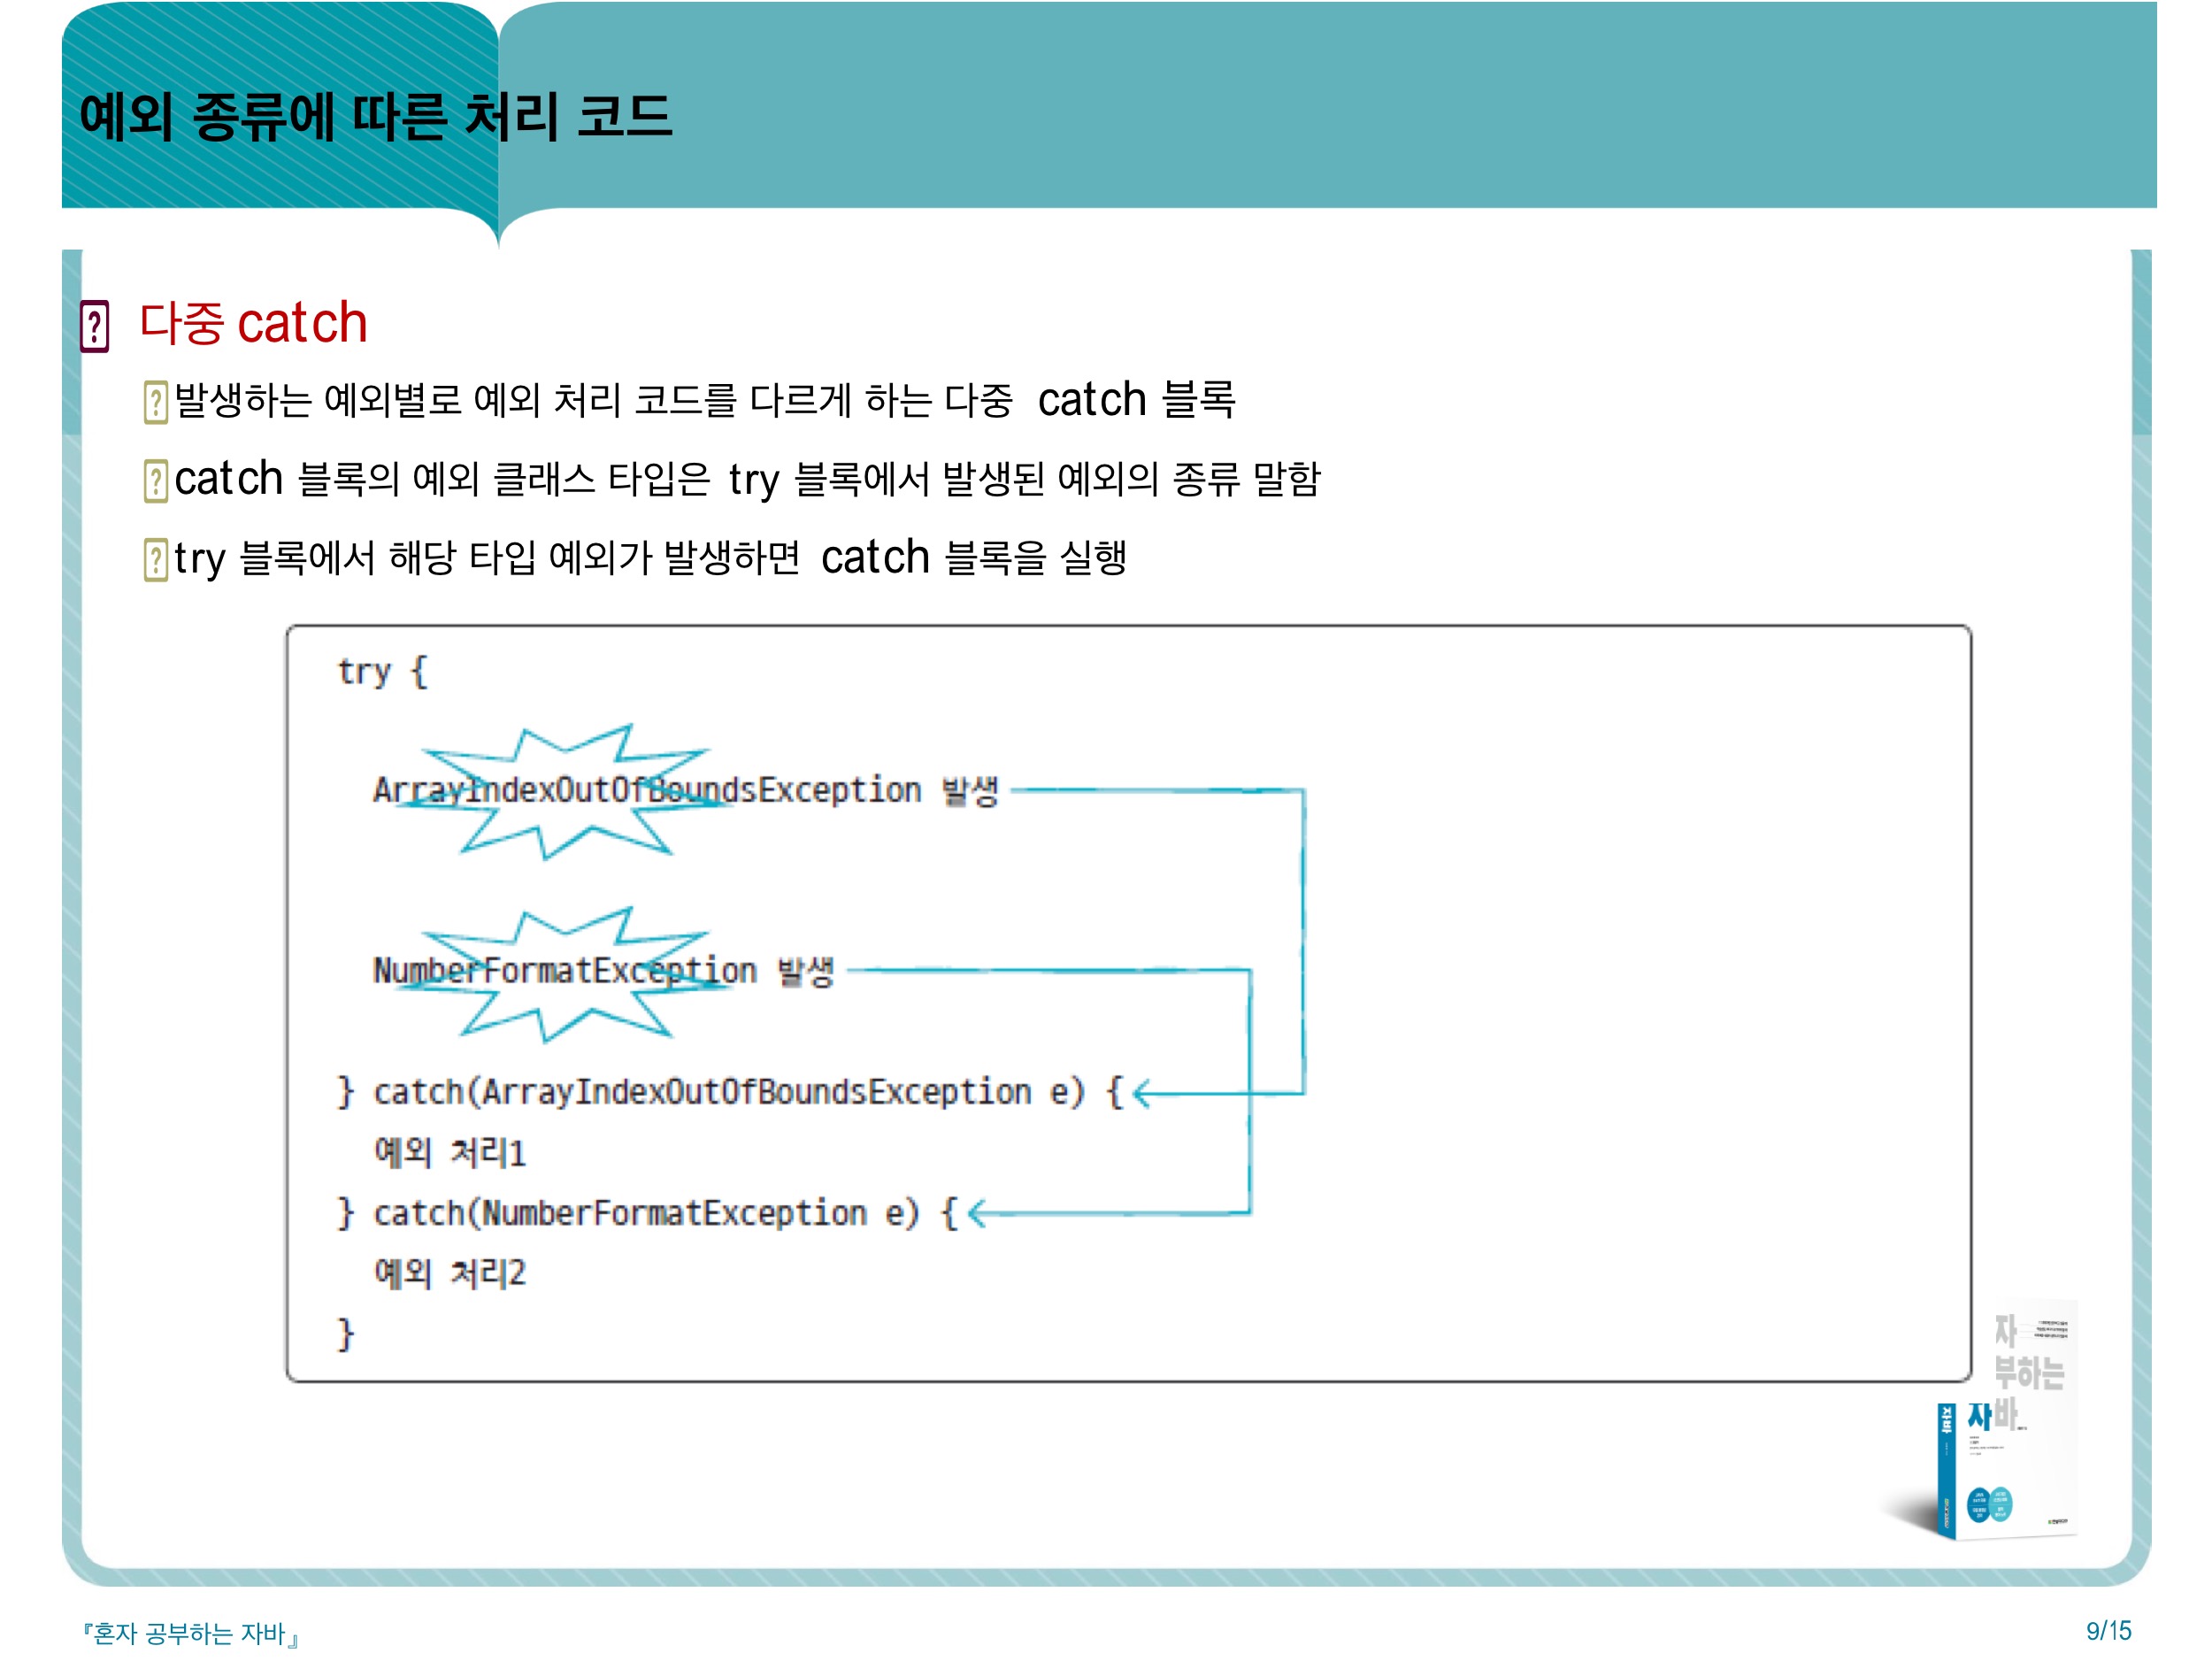 예외 종류에 따른 처리 코드
다중 catch
발생하는 예외별로 예외 처리 코드를 다르게 하는 다중 catch 블록
catch 블록의 예외 클래스 타입은 try 블록에서 발생된 예외의 종류 말함
try 블록에서 해당 타입 예외가 발생하면 catch 블록을 실행
try {
ArrayIndexOutOfBoundsException 발생
NumberFormatException 발생
} catch(ArrayIndexOutOfBoundsException e) {
예외 처리1
} catch(NumberFormatException e) {
예외 처리2
}
자
부하는
자바
자바
『혼자 공부하는 자바』
9/15